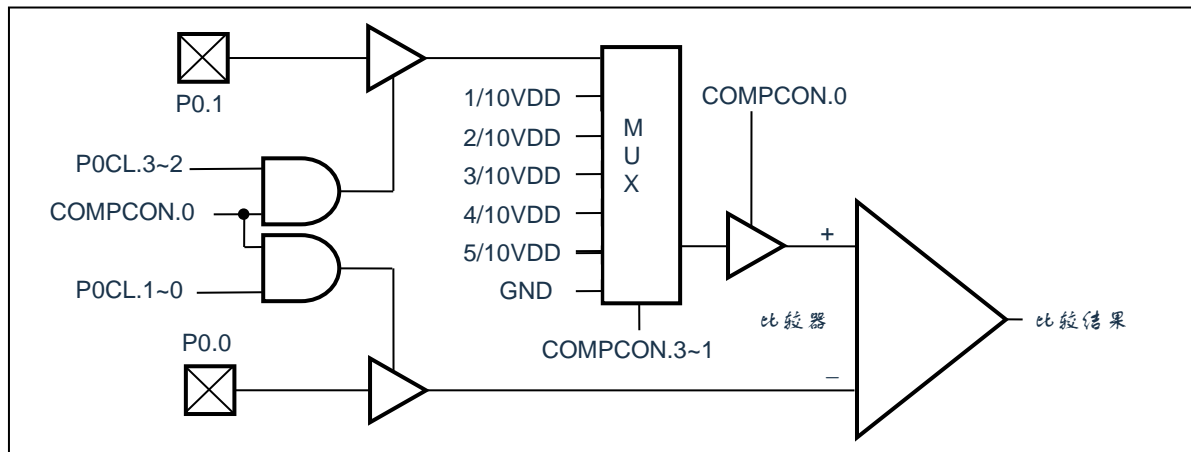 P0.1
P0CL.3~2
COMPCON.0
P0CL.1~0
P0.0
1/10VDD
2/10VDD
3/10VDD
4/10VDD
5/10VDD
GND
M
U
X
COMPCON.3~1
COMPCON.0
+
比较器
−
比较结果